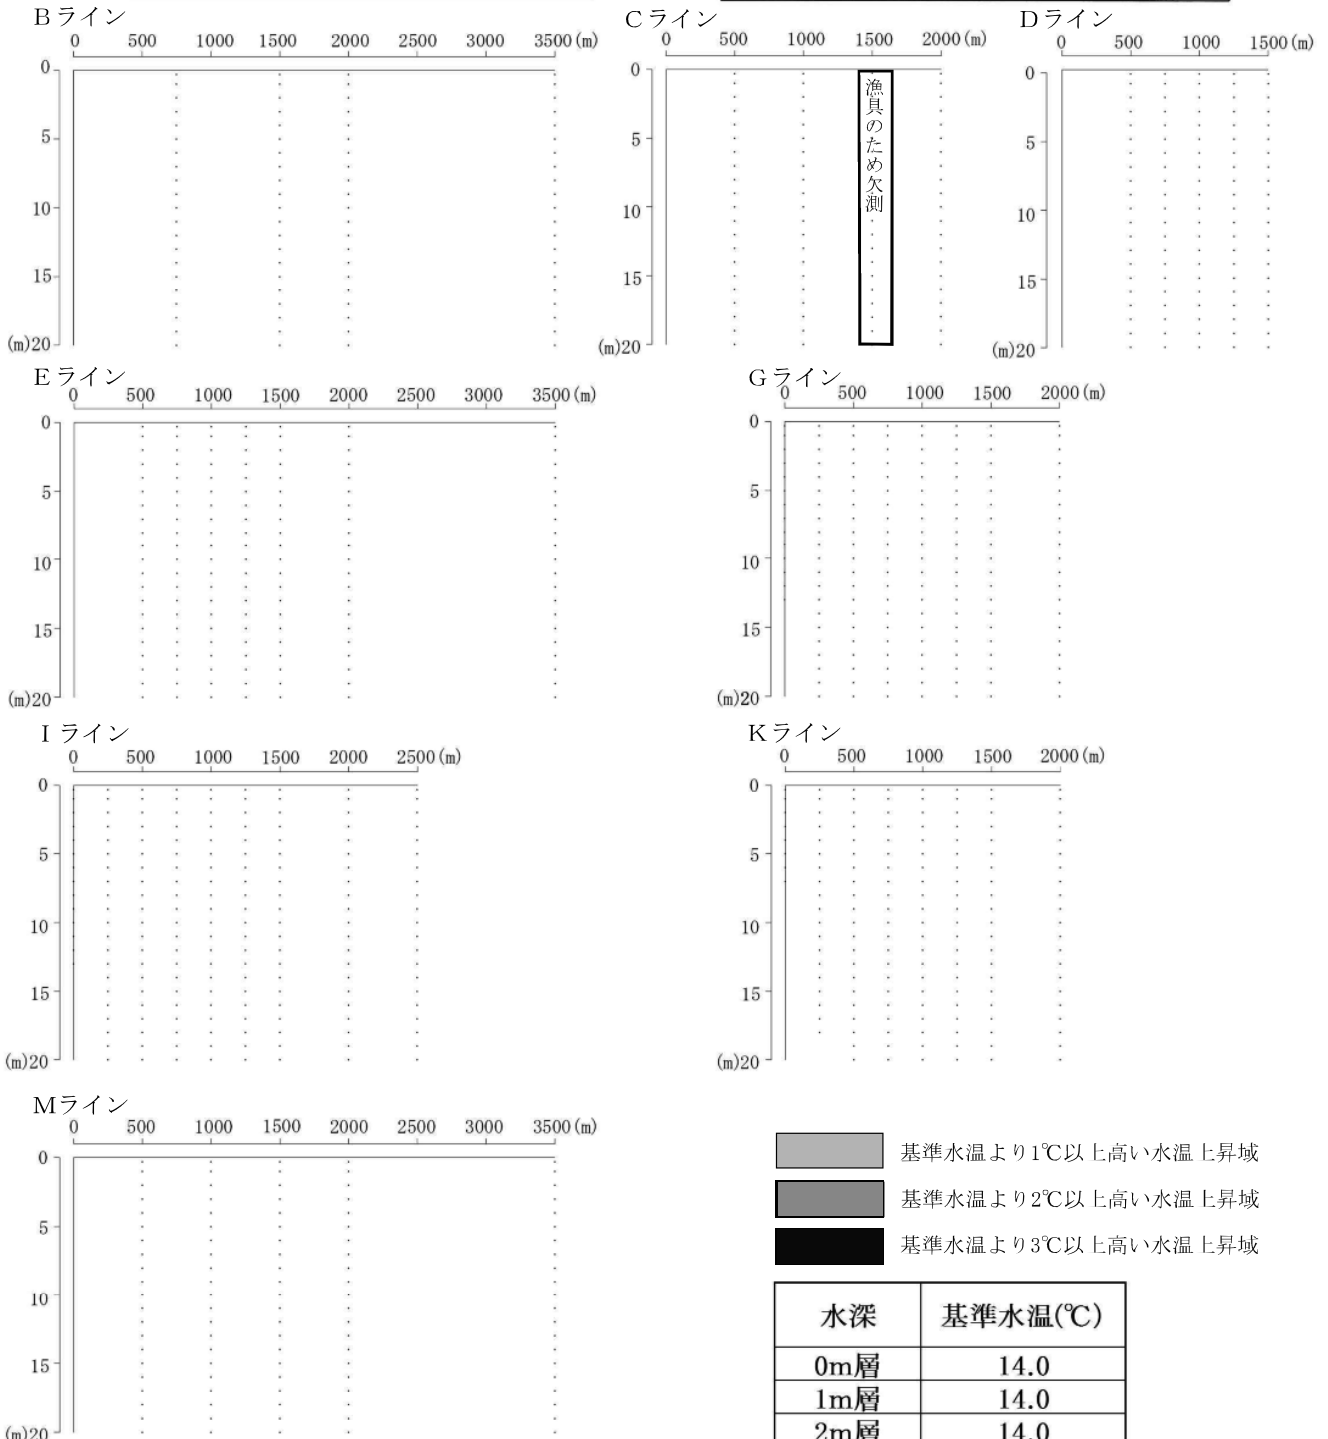 Bライン
0 500 1000 1500 2000 2500 3000 3500(m)
0
5
10
15
(m)20
Cライン
0 500 1000 1500 2000(m)
0
5
10
15
(m)20
漁具のため欠測
Dライン
0 500 1000 1500(m)
0
5
10
15
(m)20
Eライン
0 500 1000 1500 2000 2500 3000 3500(m)
0
5
10
15
(m)20
Gライン
0 500 1000 1500 2000(m)
0
5
10
15
(m)20
Iライン
0 500 1000 1500 2000 2500(m)
0
5
10
15
(m)20
Kライン
0 500 1000 1500 2000(m)
0
5
10
15
(m)20
Mライン
0 500 1000 1500 2000 2500 3000 3500(m)
0
5
10
15
(m)20
基準水温より1℃以上高い水温上昇域
基準水温より2℃以上高い水温上昇域
基準水温より3℃以上高い水温上昇域
水深 基準水温(℃)
0m層 14.0
1m層 14.0
2m層 14.0